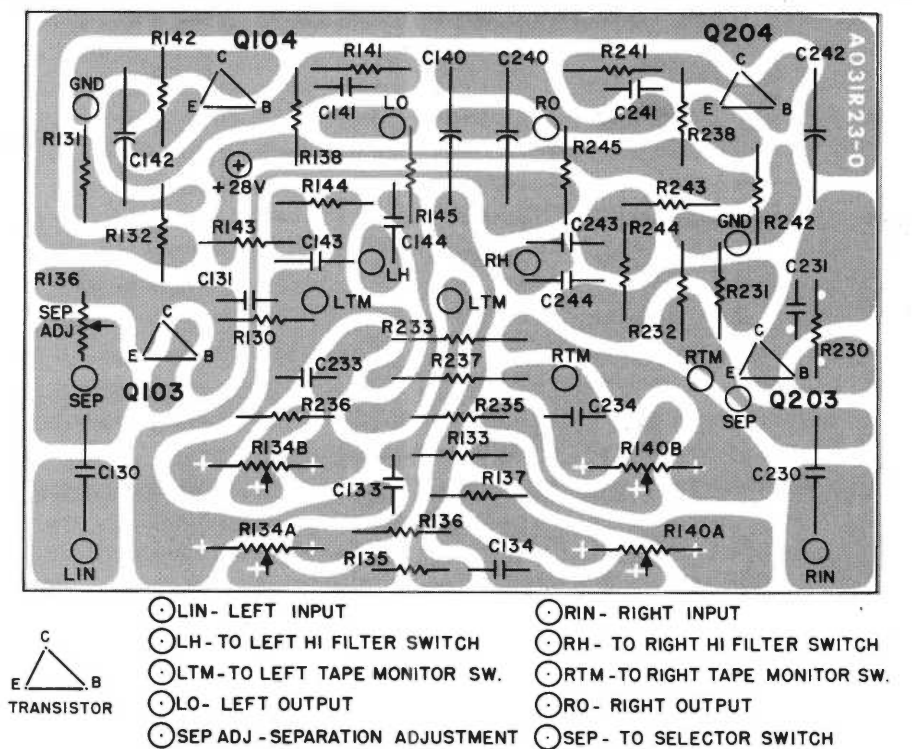 R142
Q104
R141
C140
C240
R241
Q204
C242
GND
C
E
B
C141
LO
RO
C241
C
E
B
A031R23-0
R131
C142
R138
R245
R238
+
+28V
R144
R145
R243
GND
R242
R132
R143
C143
C144
C243
R244
R136
C131
LH
RH
C231
SEP
ADJ
LTM
LTM
C244
R130
R233
R232
R231
R230
C
E
B
Q103
C233
R237
RTM
RTM
C
E
B
SEP
R236
R235
C234
SEP
Q203
R134B
R133
R140B
C130
C133
R137
C230
R134A
R136
R140A
R135
C134
LIN
RIN
LIN- LEFT INPUT
RIN- RIGHT INPUT
LH- TO LEFT HI FILTER SWITCH
RH- TO RIGHT HI FILTER SWITCH
C
E
B
TRANSISTOR
LTM-TO LEFT TAPE MONITOR SW.
RTM-TO RIGHT TAPE MONITOR SW.
LO- LEFT OUTPUT
RO- RIGHT OUTPUT
SEP ADJ -SEPARATION ADJUSTMENT
SEP- TO SELECTOR SWITCH